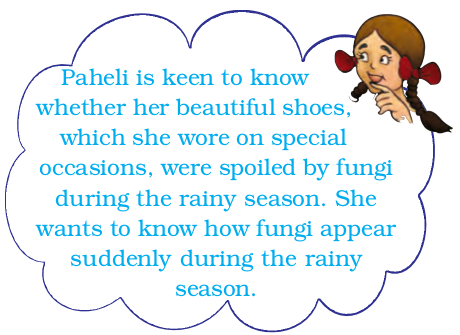 Paheli is keen to know
whether her beautiful shoes,
which she wore on special
occasions, were spoiled by fungi
during the rainy season. She
wants to know how fungi appear
suddenly during the rainy
season.